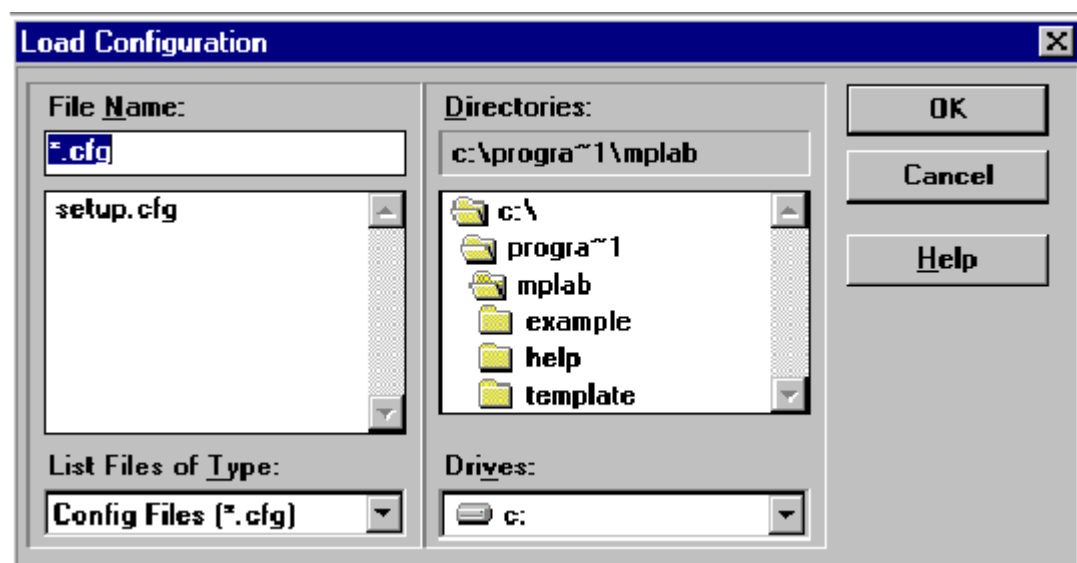 Load Configuration
File Name:
*.cfg
setup.cfg
List Files of Type:
Config Files (*.cfg)
Directories:
c:\progra~1\mplab
c:\
progra~1
mplab
example
help
template
Drives:
c:
OK
Cancel
Help